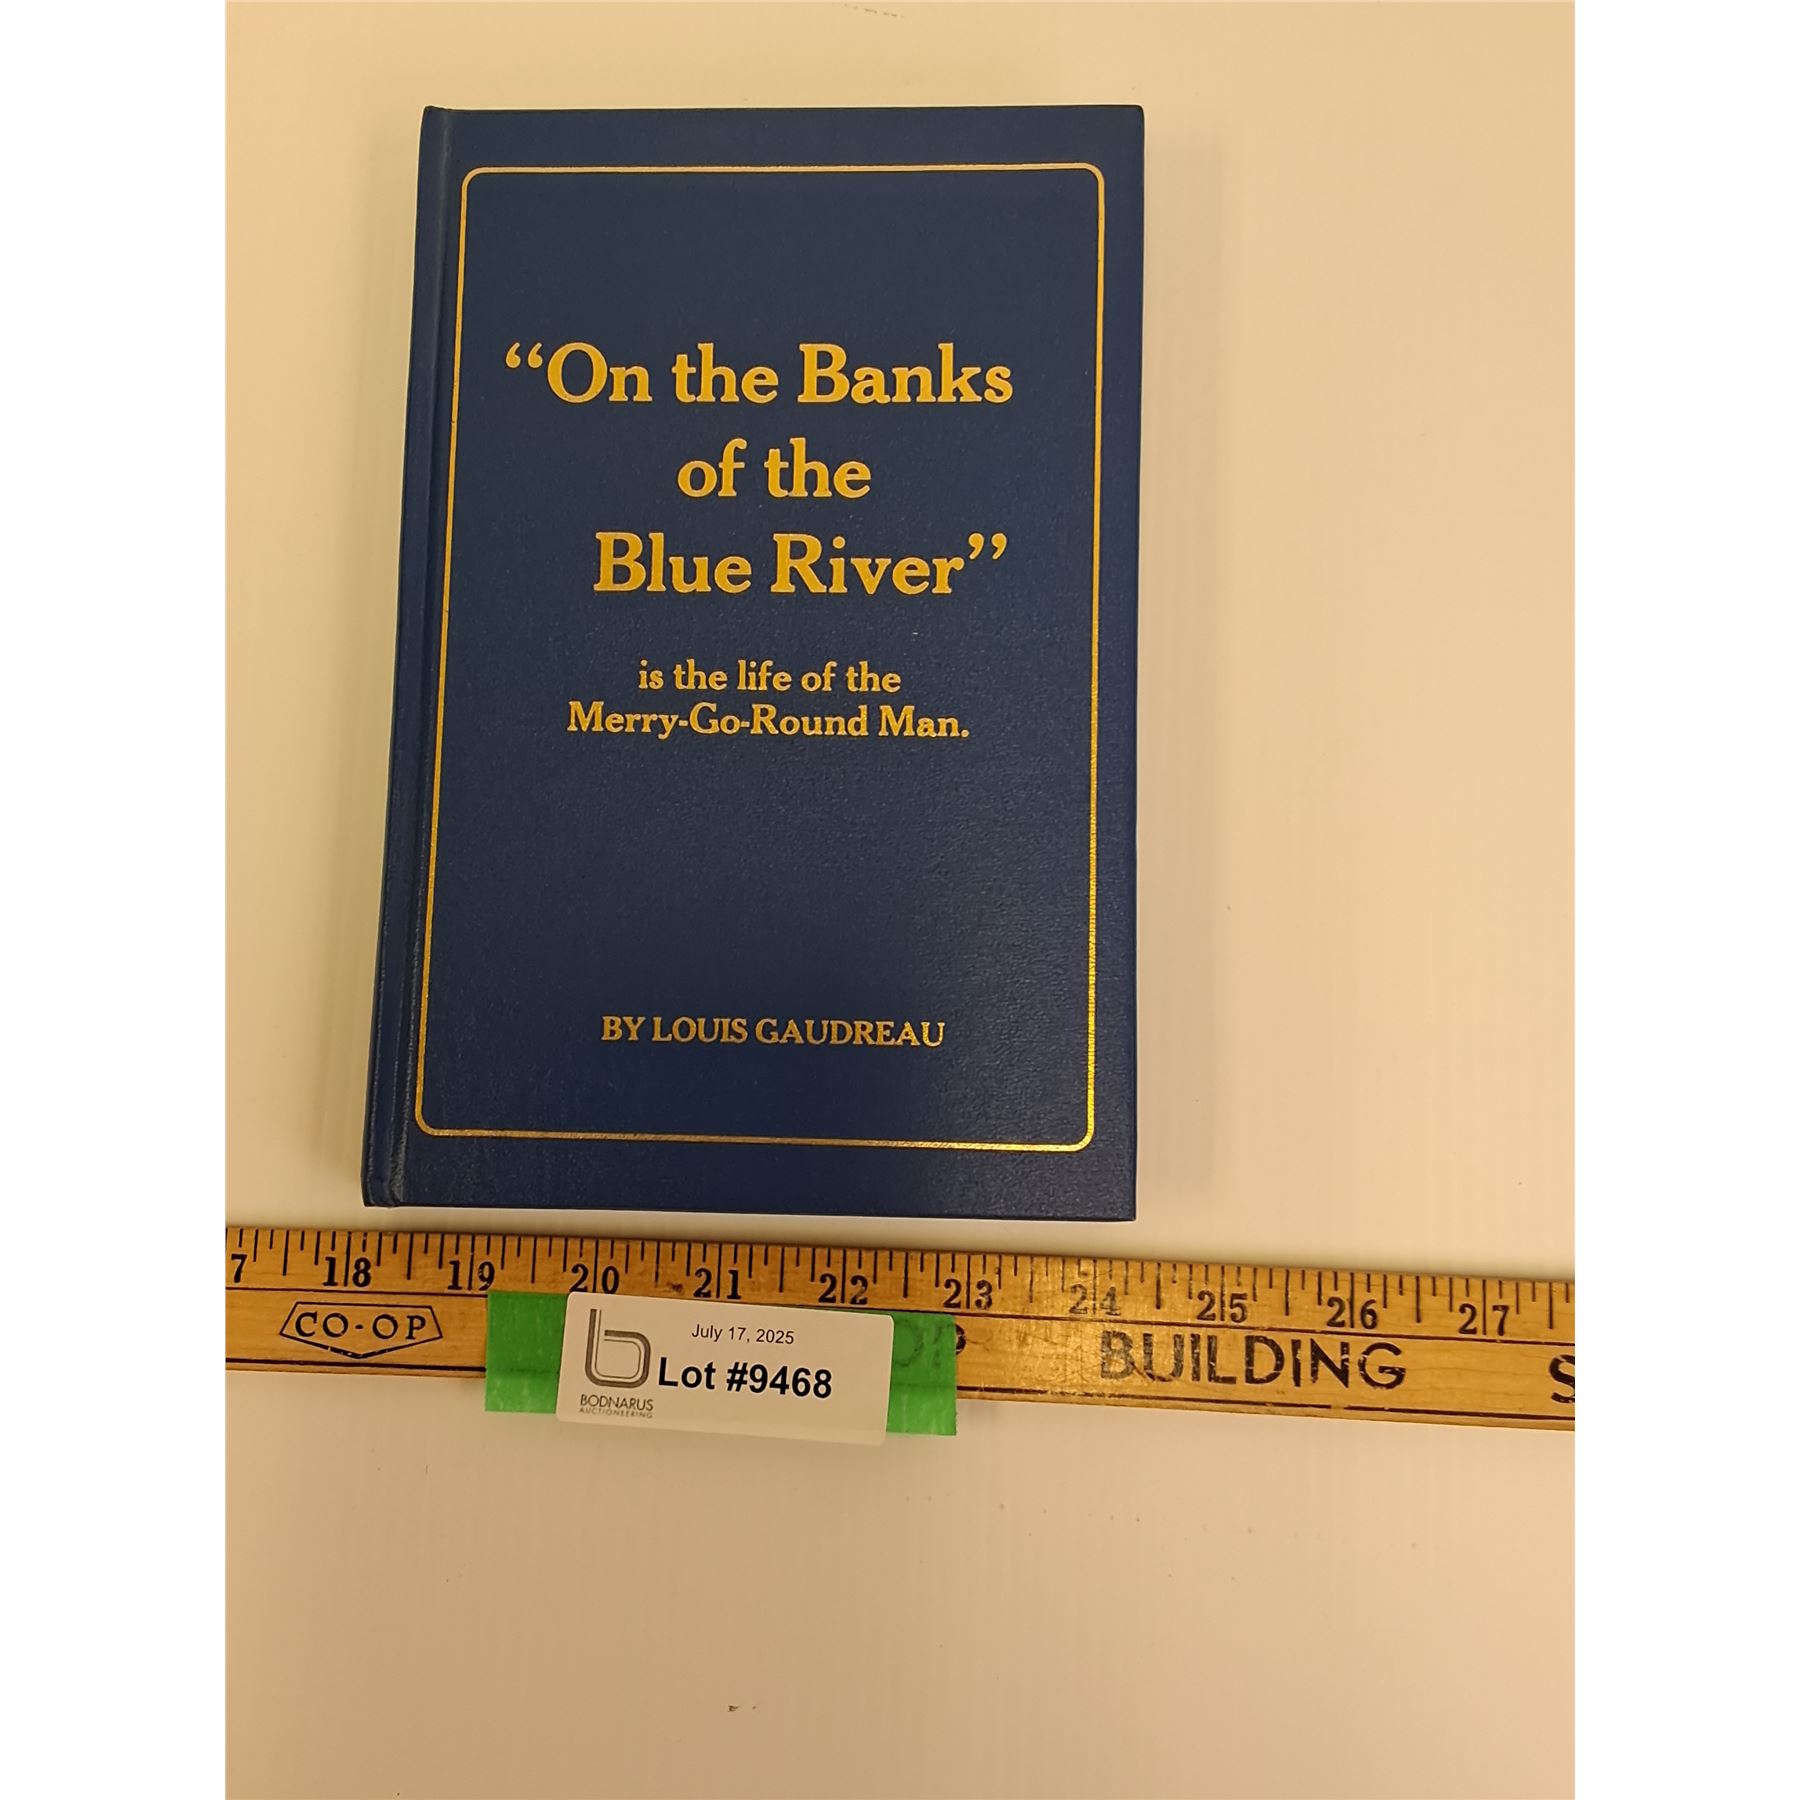 “On the Banks
of the
Blue River”
is the life of the
Merry-Go-Round Man.
BY LOUIS GAUDREAU
7 18 19 20 21 22 23 24 25 26 27
CO-OP
BUILDING S
July 17, 2025
Lot #9468
b
BODNARUS
AUCTIONEERING